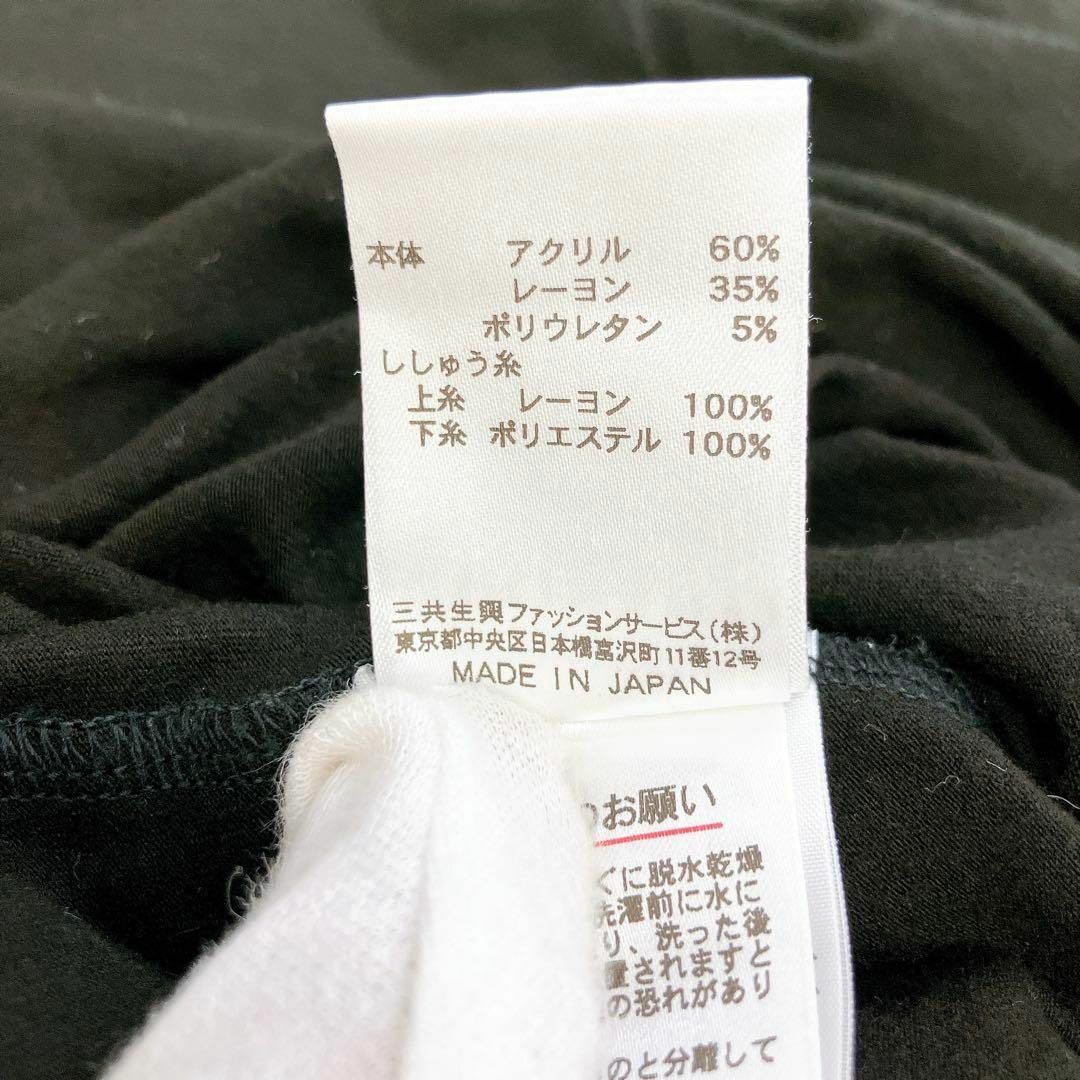 本体 アクリル 60%
レーヨン 35%
ポリウレタン 5%
ししゅう糸
上糸 レーヨン 100%
下糸 ポリエステル 100%
三共生興ファッションサービス(株)
東京都中央区日本橋富沢町11番12号
MADE IN JAPAN
お願い
ぐに脱水乾燥
洗濯前に水に
り、洗った後
量されますと
の恐れがあり
のと分離して